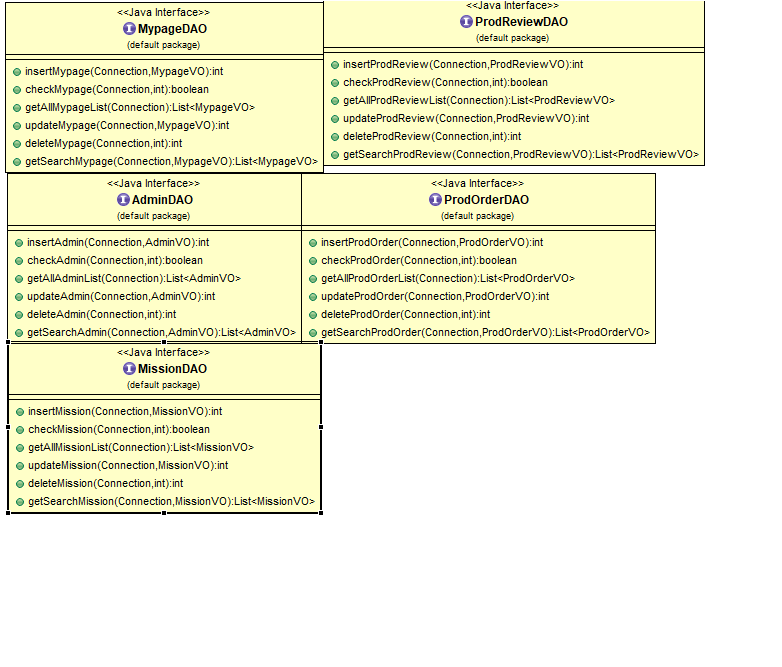 <<Java Interface>>
MypageDAO
(default package)
insertMypage(Connection,MypageVO):int
checkMypage(Connection,int):boolean
getAllMypageList(Connection):List<MypageVO>
updateMypage(Connection,MypageVO):int
deleteMypage(Connection,int):int
getSearchMypage(Connection,MypageVO):List<MypageVO>
<<Java Interface>>
ProdReviewDAO
(default package)
insertProdReview(Connection,ProdReviewVO):int
checkProdReview(Connection,int):boolean
getAllProdReviewList(Connection):List<ProdReviewVO>
updateProdReview(Connection,ProdReviewVO):int
deleteProdReview(Connection,int):int
getSearchProdReview(Connection,ProdReviewVO):List<ProdReviewVO>
<<Java Interface>>
AdminDAO
(default package)
insertAdmin(Connection,AdminVO):int
checkAdmin(Connection,int):boolean
getAllAdminList(Connection):List<AdminVO>
updateAdmin(Connection,AdminVO):int
deleteAdmin(Connection,int):int
getSearchAdmin(Connection,AdminVO):List<AdminVO>
<<Java Interface>>
ProdOrderDAO
(default package)
insertProdOrder(Connection,ProdOrderVO):int
checkProdOrder(Connection,int):boolean
getAllProdOrderList(Connection):List<ProdOrderVO>
updateProdOrder(Connection,ProdOrderVO):int
deleteProdOrder(Connection,int):int
getSearchProdOrder(Connection,ProdOrderVO):List<ProdOrderVO>
<<Java Interface>>
MissionDAO
(default package)
insertMission(Connection,MissionVO):int
checkMission(Connection,int):boolean
getAllMissionList(Connection):List<MissionVO>
updateMission(Connection,MissionVO):int
deleteMission(Connection,int):int
getSearchMission(Connection,MissionVO):List<MissionVO>